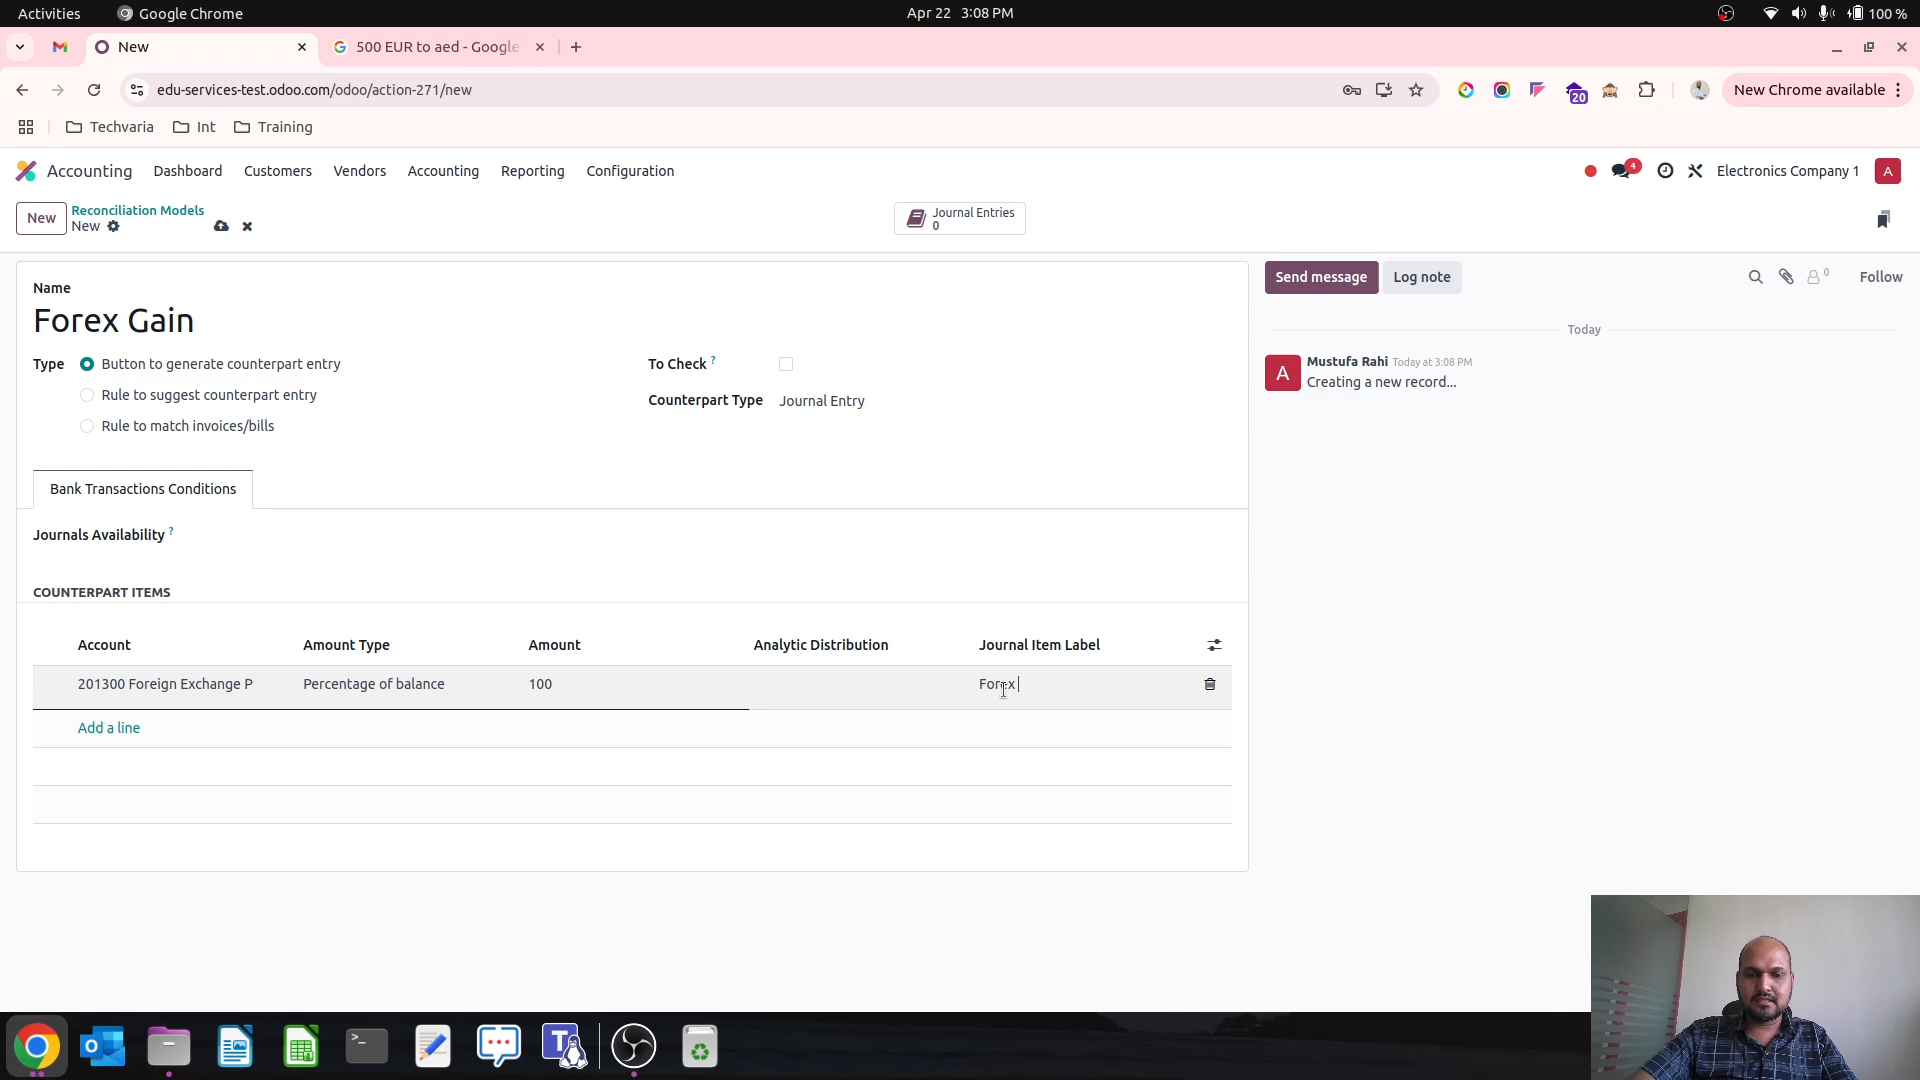 Activities
Google Chrome
Apr 22 3:08 PM
100 %
New
500 EUR to aed - Google
edu-services-test.odoo.com/odoo/action-271/new
20
New Chrome available
Techvaria
Int
Training
Accounting
Dashboard
Customers
Vendors
Accounting
Reporting
Configuration
4
Electronics Company 1
A
New
Reconciliation Models
New
Journal Entries
0
Name
Forex Gain
Type
Button to generate counterpart entry
Rule to suggest counterpart entry
Rule to match invoices/bills
To Check ?
Counterpart Type
Journal Entry
Send message
Log note
0
Follow
Today
A
Mustufa Rahi Today at 3:08 PM
Creating a new record...
Bank Transactions Conditions
Journals Availability ?
COUNTERPART ITEMS
Account
Amount Type
Amount
Analytic Distribution
Journal Item Label
201300 Foreign Exchange P
Percentage of balance
100
Forex
Add a line